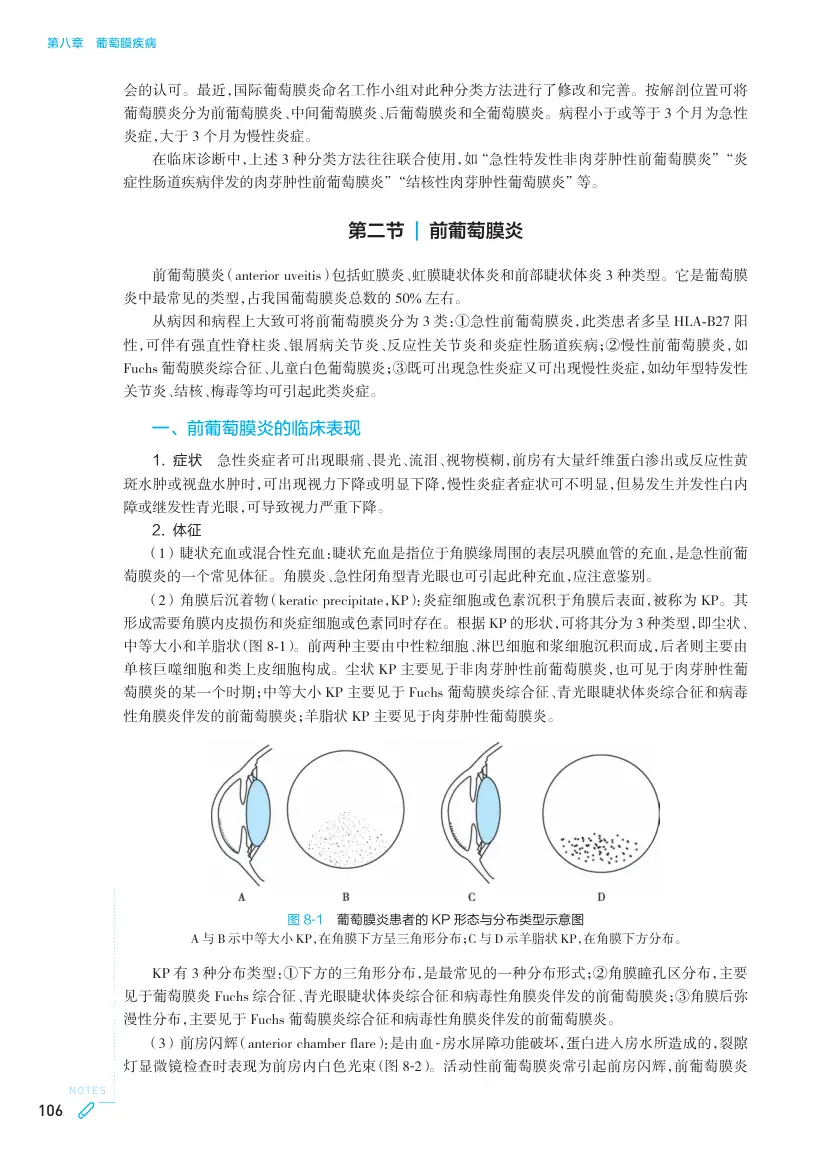 第八章 葡萄膜疾病
会的认可。最近,国际葡萄膜炎命名工作小组对此种分类方法进行了修改和完善。按解剖位置可将
葡萄膜炎分为前葡萄膜炎、中间葡萄膜炎、后葡萄膜炎和全葡萄膜炎。病程小于或等于 3 个月为急性
炎症,大于 3 个月为慢性炎症。
在临床诊断中,上述 3 种分类方法往往联合使用,如“急性特发性非肉芽肿性前葡萄膜炎”“炎
症性肠道疾病伴发的肉芽肿性前葡萄膜炎”“结核性肉芽肿性葡萄膜炎”等。
第二节 | 前葡萄膜炎
前葡萄膜炎(anterior uveitis)包括虹膜炎、虹膜睫状体炎和前部睫状体炎 3 种类型。它是葡萄膜
炎中最常见的类型,占我国葡萄膜炎总数的 50% 左右。
从病因和病程上大致可将前葡萄膜炎分为 3 类:①急性前葡萄膜炎,此类患者多呈 HLA-B27 阳
性,可伴有强直性脊柱炎、银屑病关节炎、反应性关节炎和炎症性肠道疾病;②慢性前葡萄膜炎,如
Fuchs 葡萄膜炎综合征、儿童白色葡萄膜炎;③既可出现急性炎症又可出现慢性炎症,如幼年型特发性
关节炎、结核、梅毒等均可引起此类炎症。
一、前葡萄膜炎的临床表现
1. 症状 急性炎症者可出现眼痛、畏光、流泪、视物模糊,前房有大量纤维蛋白渗出或反应性黄
斑水肿或视盘水肿时,可出现视力下降或明显下降,慢性炎症者症状可不明显,但易发生并发性白内
障或继发性青光眼,可导致视力严重下降。
2. 体征
(1)睫状充血或混合性充血:睫状充血是指位于角膜缘周围的表层巩膜血管的充血,是急性前葡
萄膜炎的一个常见体征。角膜炎、急性闭角型青光眼也可引起此种充血,应注意鉴别。
(2)角膜后沉着物(keratic precipitate,KP):炎症细胞或色素沉积于角膜后表面,被称为 KP。其
形成需要角膜内皮损伤和炎症细胞或色素同时存在。根据 KP 的形状,可将其分为 3 种类型,即尘状、
中等大小和羊脂状(图 8-1)。前两种主要由中性粒细胞、淋巴细胞和浆细胞沉积而成,后者则主要由
单核巨噬细胞和类上皮细胞构成。尘状 KP 主要见于非肉芽肿性前葡萄膜炎,也可见于肉芽肿性葡
萄膜炎的某一个时期;中等大小 KP 主要见于 Fuchs 葡萄膜炎综合征、青光眼睫状体炎综合征和病毒
性角膜炎伴发的前葡萄膜炎;羊脂状 KP 主要见于肉芽肿性葡萄膜炎。
A B C D
图 8-1 葡萄膜炎患者的 KP 形态与分布类型示意图
A 与 B 示中等大小 KP,在角膜下方呈三角形分布;C 与 D 示羊脂状 KP,在角膜下方分布。
KP 有 3 种分布类型:①下方的三角形分布,是最常见的一种分布形式;②角膜瞳孔区分布,主要
见于葡萄膜炎 Fuchs 综合征、青光眼睫状体炎综合征和病毒性角膜炎伴发的前葡萄膜炎;③角膜后弥
漫性分布,主要见于 Fuchs 葡萄膜炎综合征和病毒性角膜炎伴发的前葡萄膜炎。
(3)前房闪辉(anterior chamber flare):是由血-房水屏障功能破坏,蛋白进入房水所造成的,裂隙
灯显微镜检查时表现为前房内白色光束(图 8-2)。活动性前葡萄膜炎常引起前房闪辉,前葡萄膜炎
NOTES
106